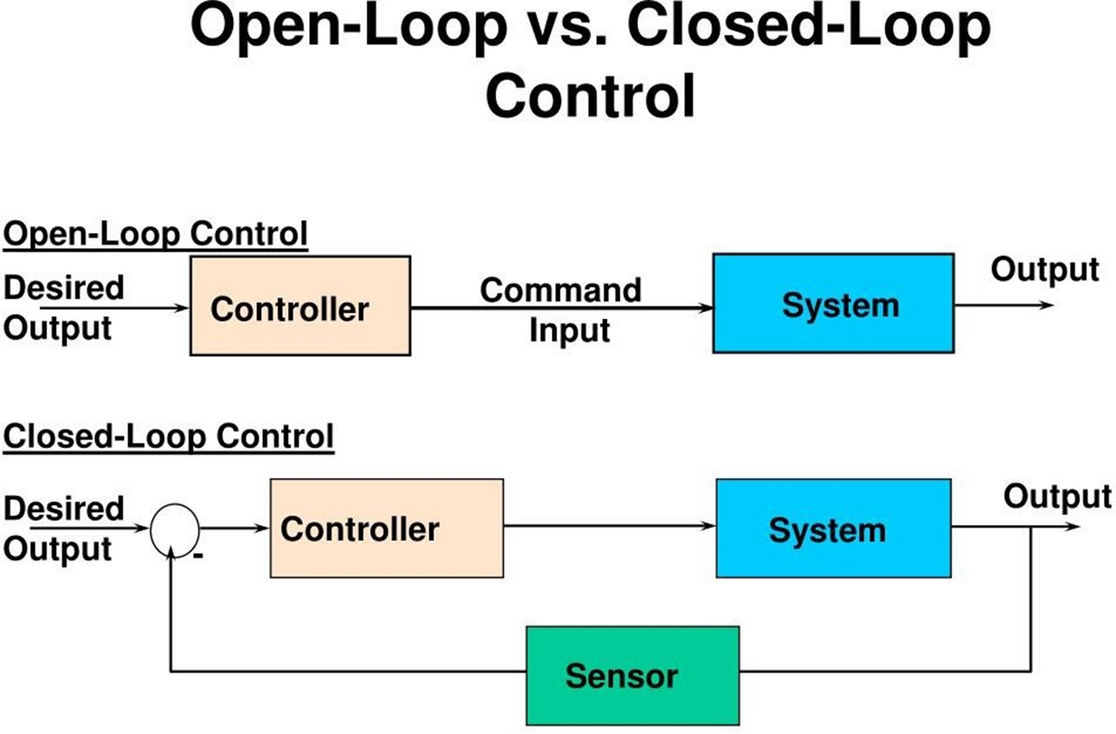 Open-Loop vs. Closed-Loop
Control
Open-Loop Control
Desired
Output
Controller
Command
Input
System
Output
Closed-Loop Control
Desired
Output
-
Controller
System
Output
Sensor